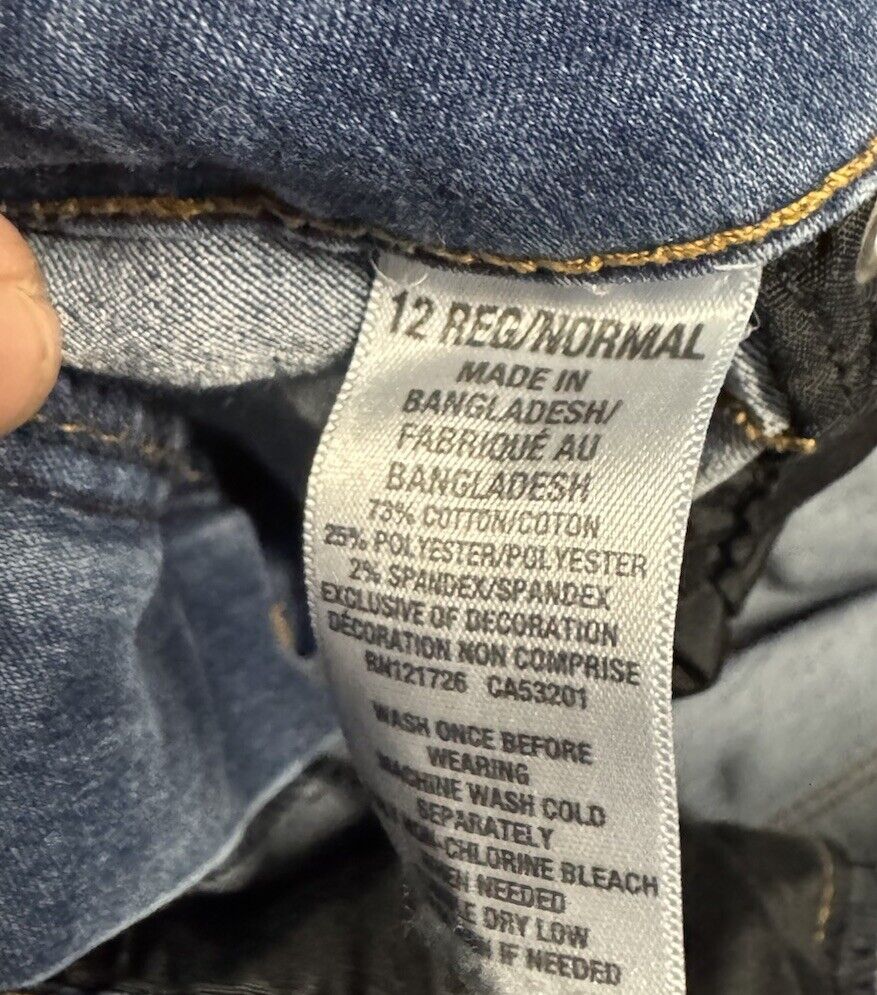 12 REG/NORMAL
MADE IN
BANGLADESH/
FABRIQUÉ AU
BANGLADESH
73% COTTON/COTON
25% POLYESTER/POLYESTER
2% SPANDEX/SPANDEX
EXCLUSIVE OF DECORATION
DÉCORATION NON COMPRISE
RN121726 CA53201
WASH ONCE BEFORE
WEARING
MACHINE WASH COLD
SEPARATELY
CHLORINE BLEACH
NEEDED
DRY LOW
IF NEEDED